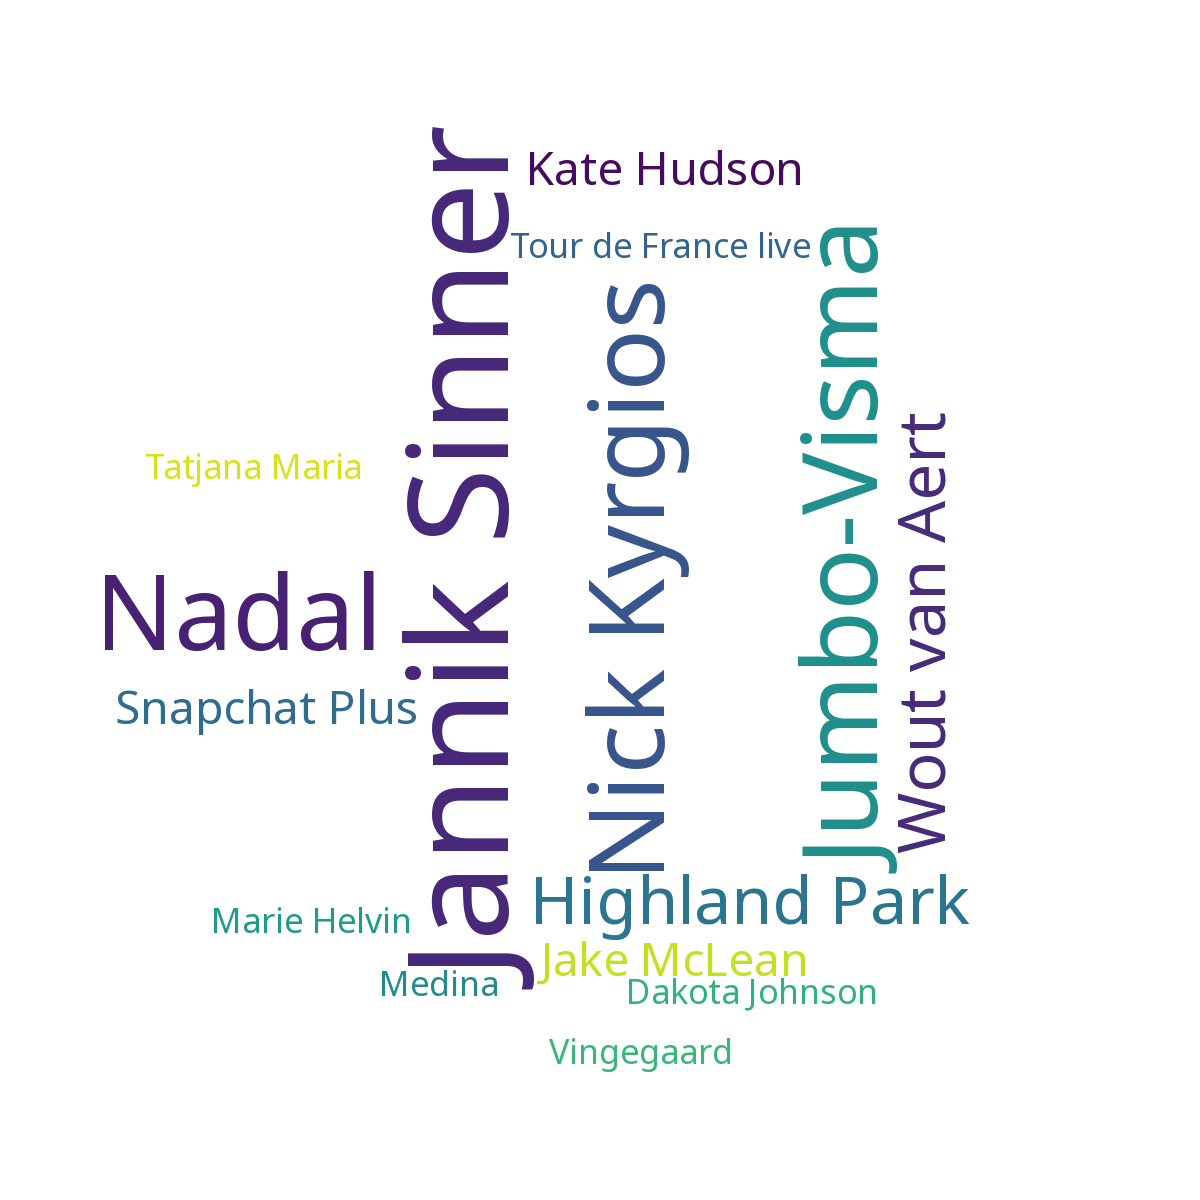 Kate Hudson
Tour de France live
Jannik Sinner
Nick Kyrgios
Jumbo-Visma
Wout van Aert
Tatjana Maria
Nadal
Snapchat Plus
Highland Park
Marie Helvin
Jake McLean
Medina
Dakota Johnson
Vingegaard